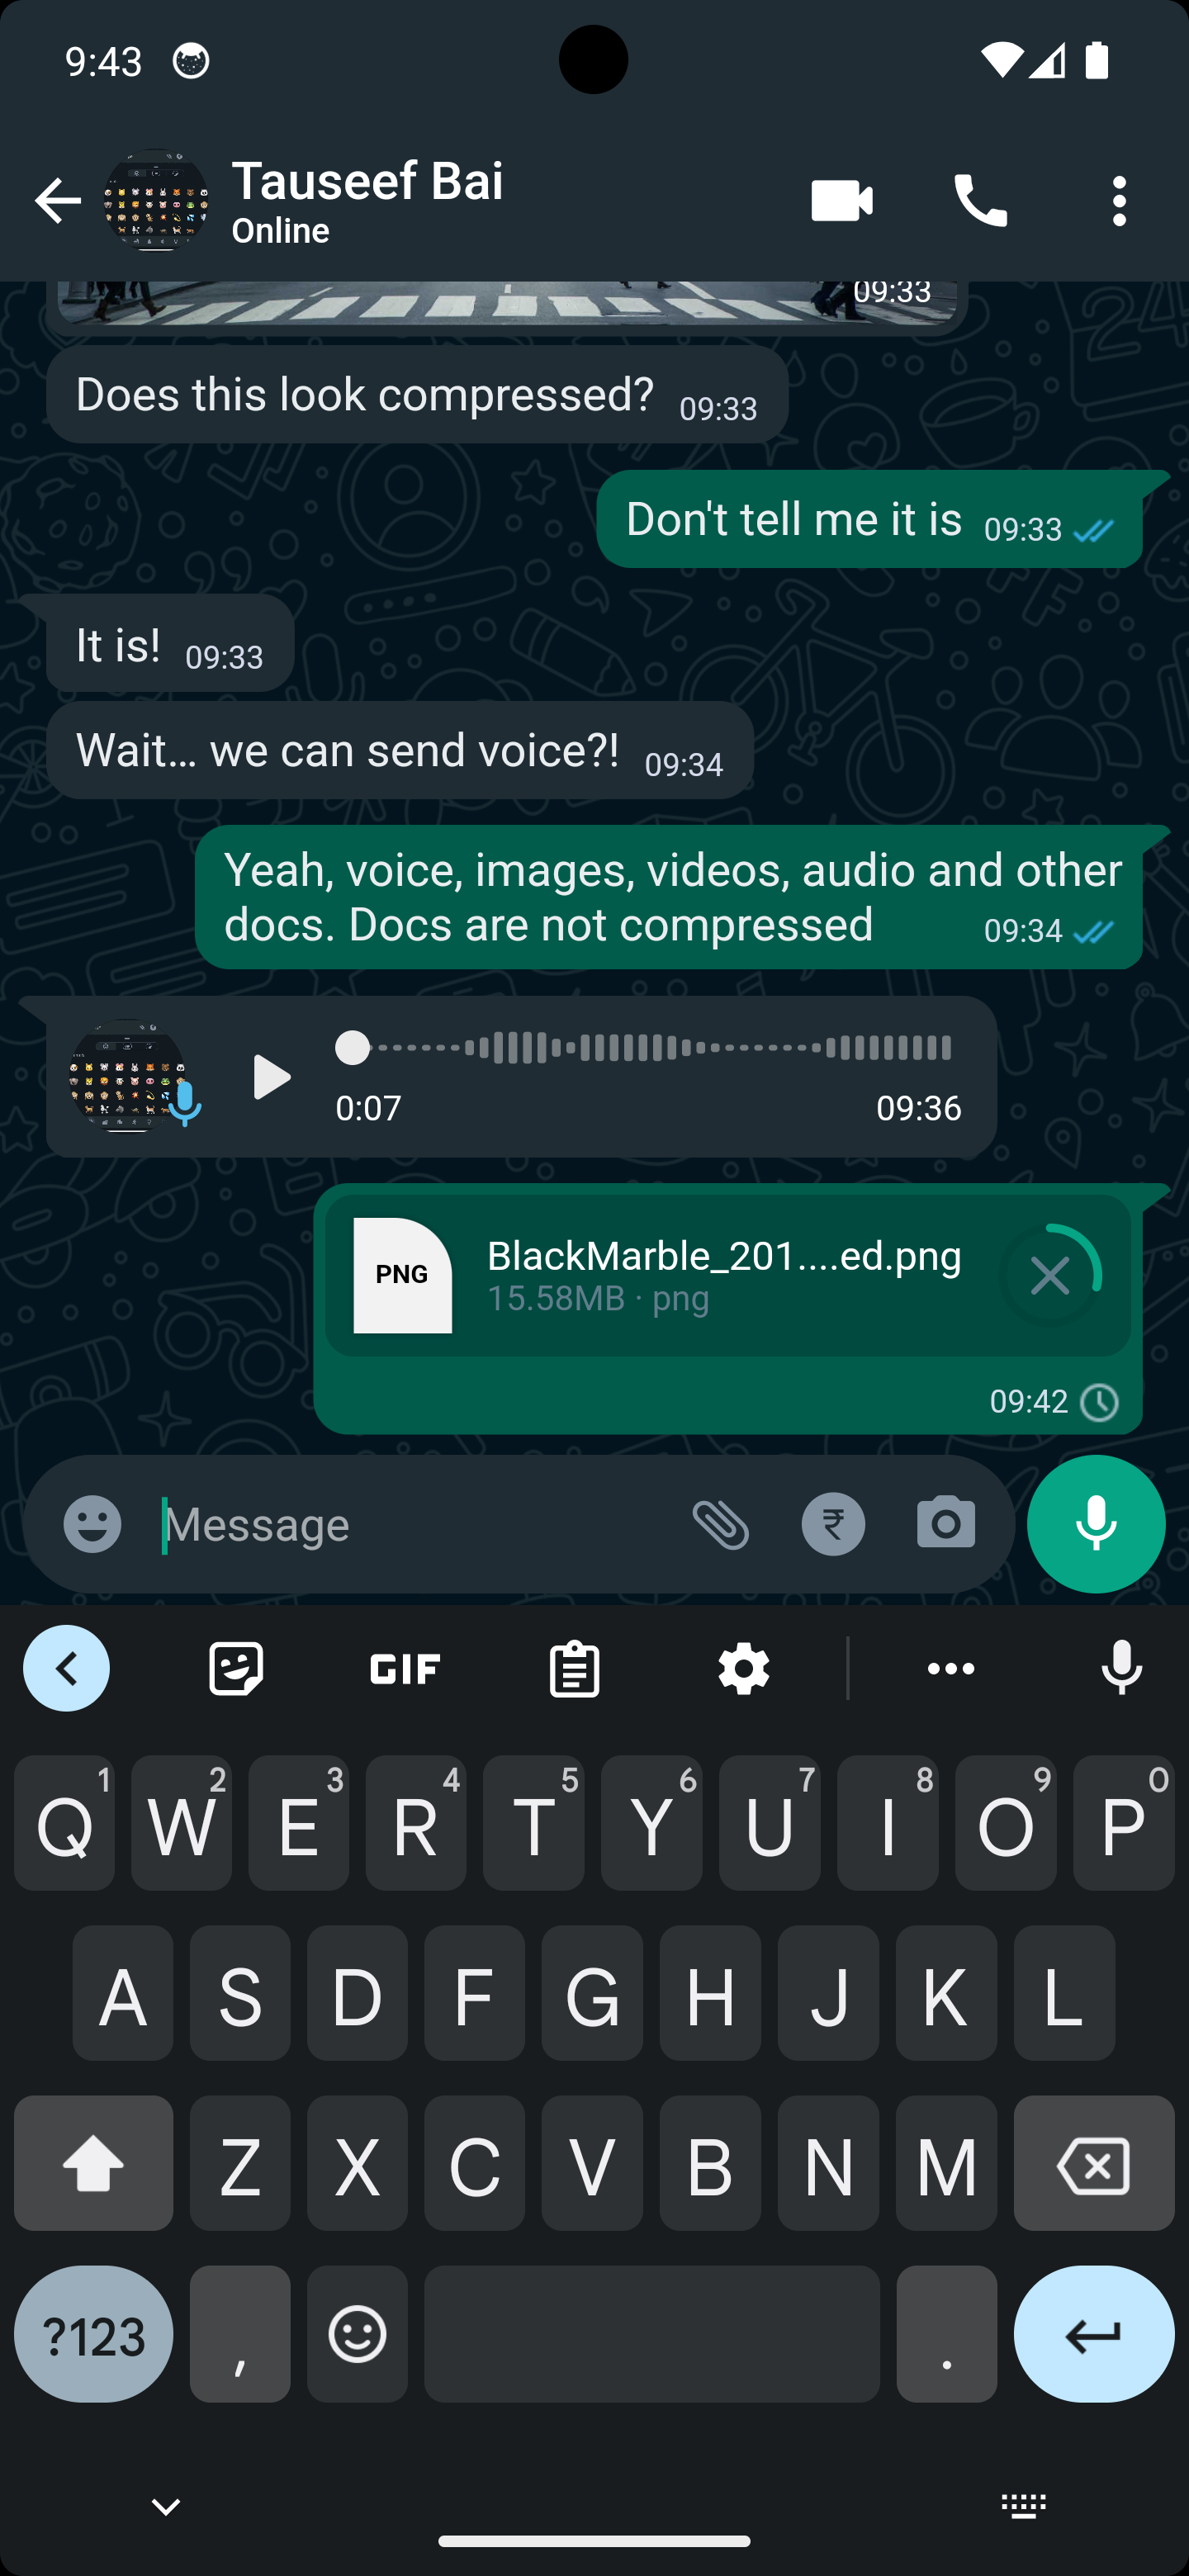 9:43
Tauseef Bai
Online
09:33
Does this look compressed? 09:33
Don't tell me it is 09:33
It is! 09:33
Wait... we can send voice?! 09:34
Yeah, voice, images, videos, audio and other
docs. Docs are not compressed 09:34
0:07 09:36
PNG BlackMarble_201....ed.png
15.58MB · png
09:42
Message ₹
GIF
1 2 3 4 5 6 7 8 9 0
Q W E R T Y U I O P
A S D F G H J K L
Z X C V B N M
?123 , .